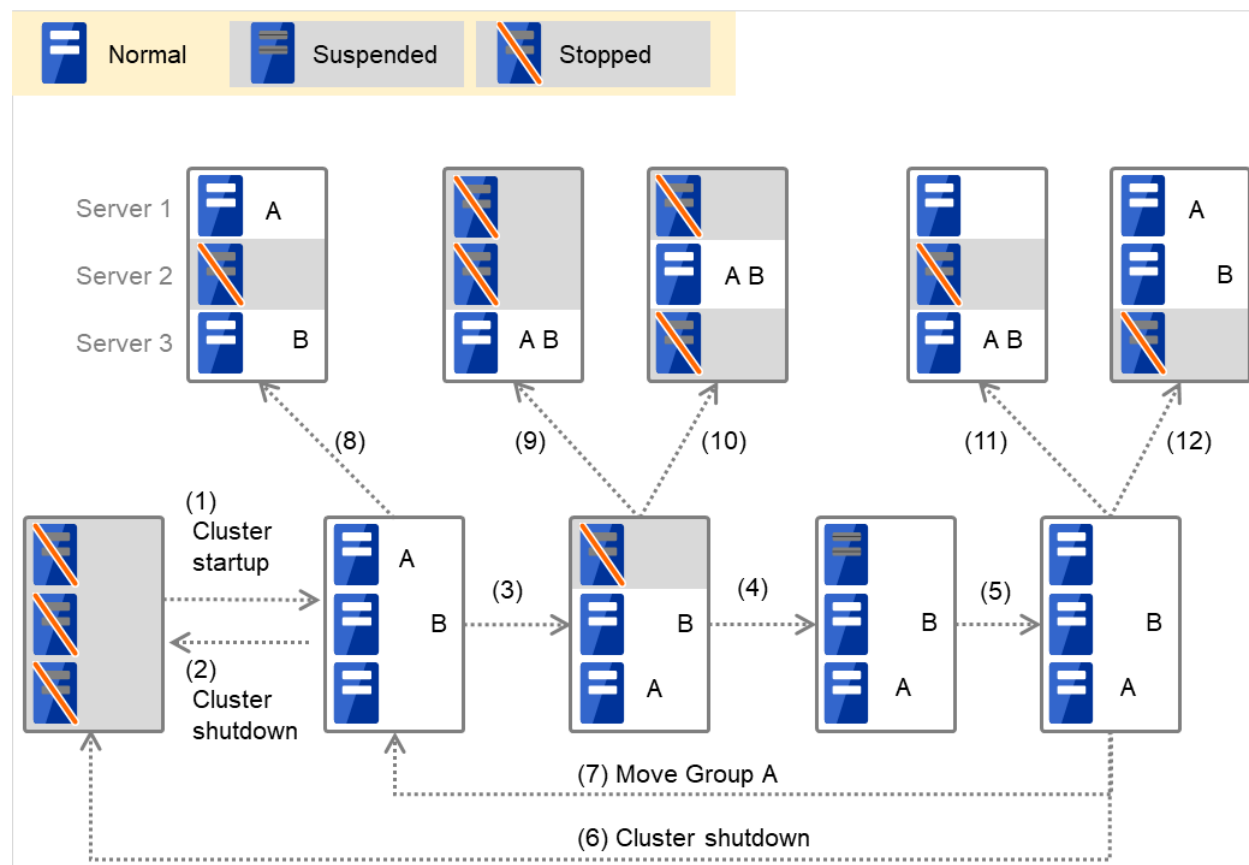 Normal
Suspended
Stopped
Server 1
A
A
Server 2
A B
B
Server 3
B
A B
A B
(8)
(9)
(10)
(11)
(12)
(1)
Cluster
startup
A
(3)
(4)
(5)
B
B
B
B
(2)
Cluster
shutdown
A
A
A
(7) Move Group A
(6) Cluster shutdown